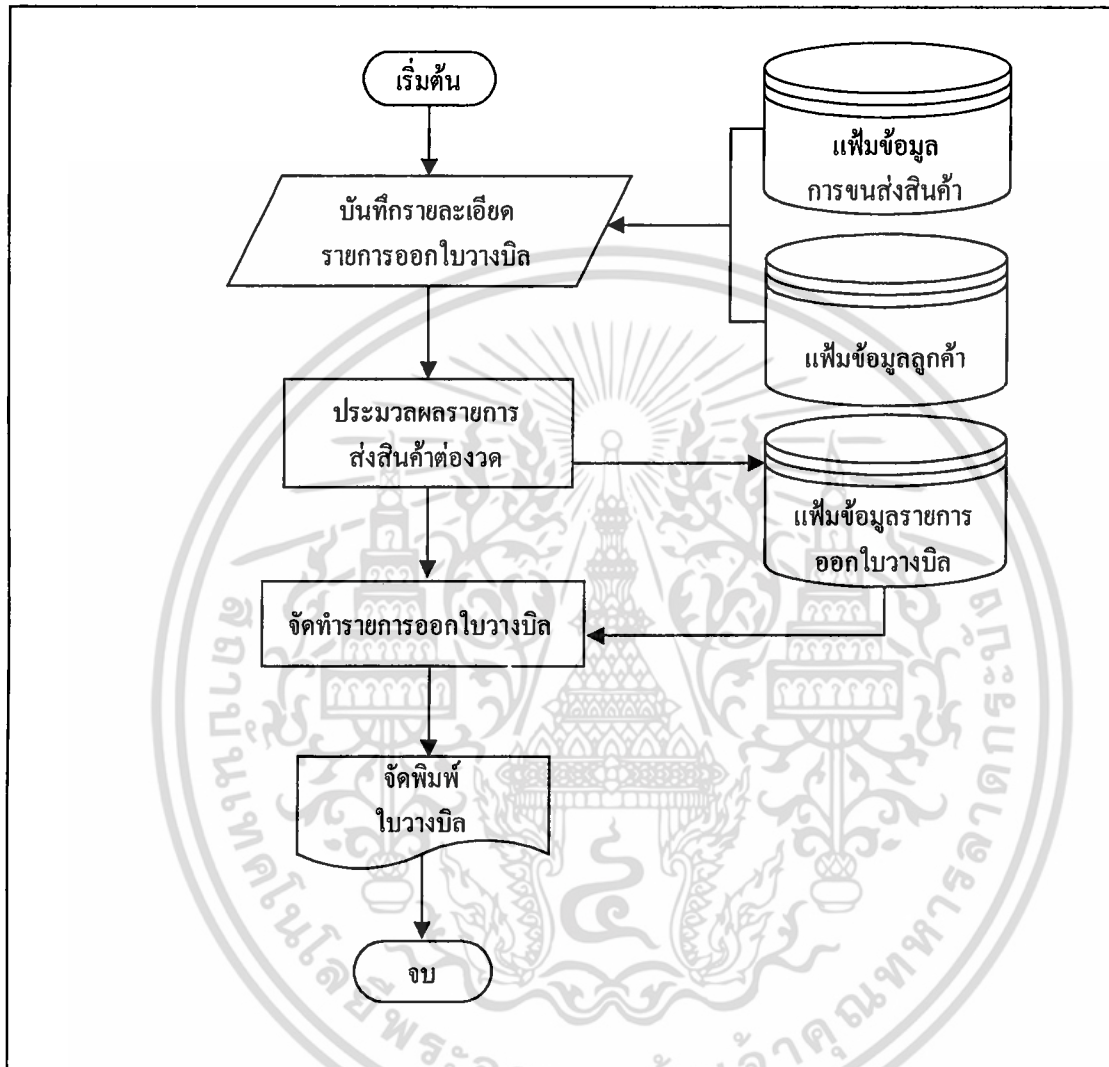 เริ่มต้น
แฟ้มข้อมูล
การขนส่งสินค้า
บันทึกรายละเอียด
รายการออกใบวางบิล
แฟ้มข้อมูลลูกค้า
ประมวลผลรายการ
ส่งสินค้าต่องวด
แฟ้มข้อมูลรายการ
ออกใบวางบิล
จัดทำรายการออกใบวางบิล
จัดพิมพ์
ใบวางบิล
จบ